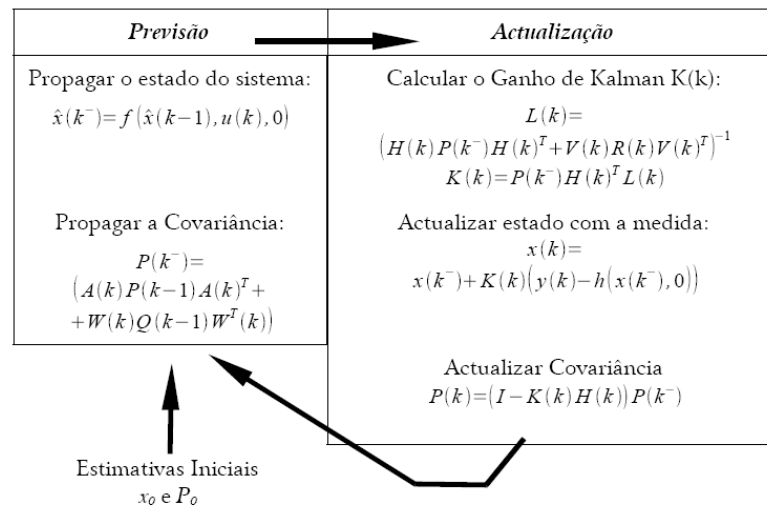 Previsão
Propagar o estado do sistema:
x̂(k⁻)=f(x̂(k−1),u(k),0)
Propagar a Covariância:
P(k⁻)=
(A(k)P(k−1)A(k)ᵀ+
+W(k)Q(k−1)Wᵀ(k))
Actualização
Calcular o Ganho de Kalman K(k):
L(k)=
(H(k)P(k⁻)H(k)ᵀ+V(k)R(k)V(k)ᵀ)⁻¹
K(k)=P(k⁻)H(k)ᵀL(k)
Actualizar estado com a medida:
x(k)=
x(k⁻)+K(k)(y(k)−h(x(k⁻),0))
Actualizar Covariância
P(k)=(I−K(k)H(k))P(k⁻)
Estimativas Iniciais
x₀ e P₀